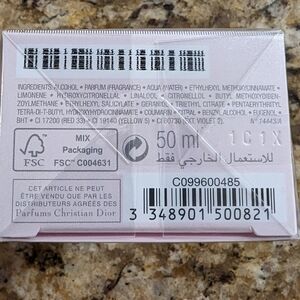 INGREDIENTS: ALCOHOL • PARFUM (FRAGRANCE) • AQUA (WATER) • ETHYLHEXYL METHOXYCINNAMATE •
LIMONENE • HYDROXYCITRONELLAL • LINALOOL • CITRONELLOL • BUTYL METHOXYDIBEN-
ZOYLMETHANE • ETHYLHEXYL SALICYLATE • GERANIOL • TRIETHYL CITRATE • PENTAERYTHRITYL
TETRA-DI-T-BUTYL HYDROXYHYDROCINNAMATE • COUMARIN • CITRAL • BENZYL ALCOHOL • EUGENOL •
CI 17200 (RED 33) • CI 19140 (YELLOW 5) • CI 60730 (EXT. VIOLET 2). N° 14443/A
FSC
MIX
Packaging
FSC® C004631
50 ml
1C1X
للاستعمال الخارجي فقط
CET ARTICLE NE PEUT
ÊTRE VENDU QUE PAR LES
DISTRIBUTEURS AGRÉÉS DES
Parfums Christian Dior
C099600485
3 348901 500821